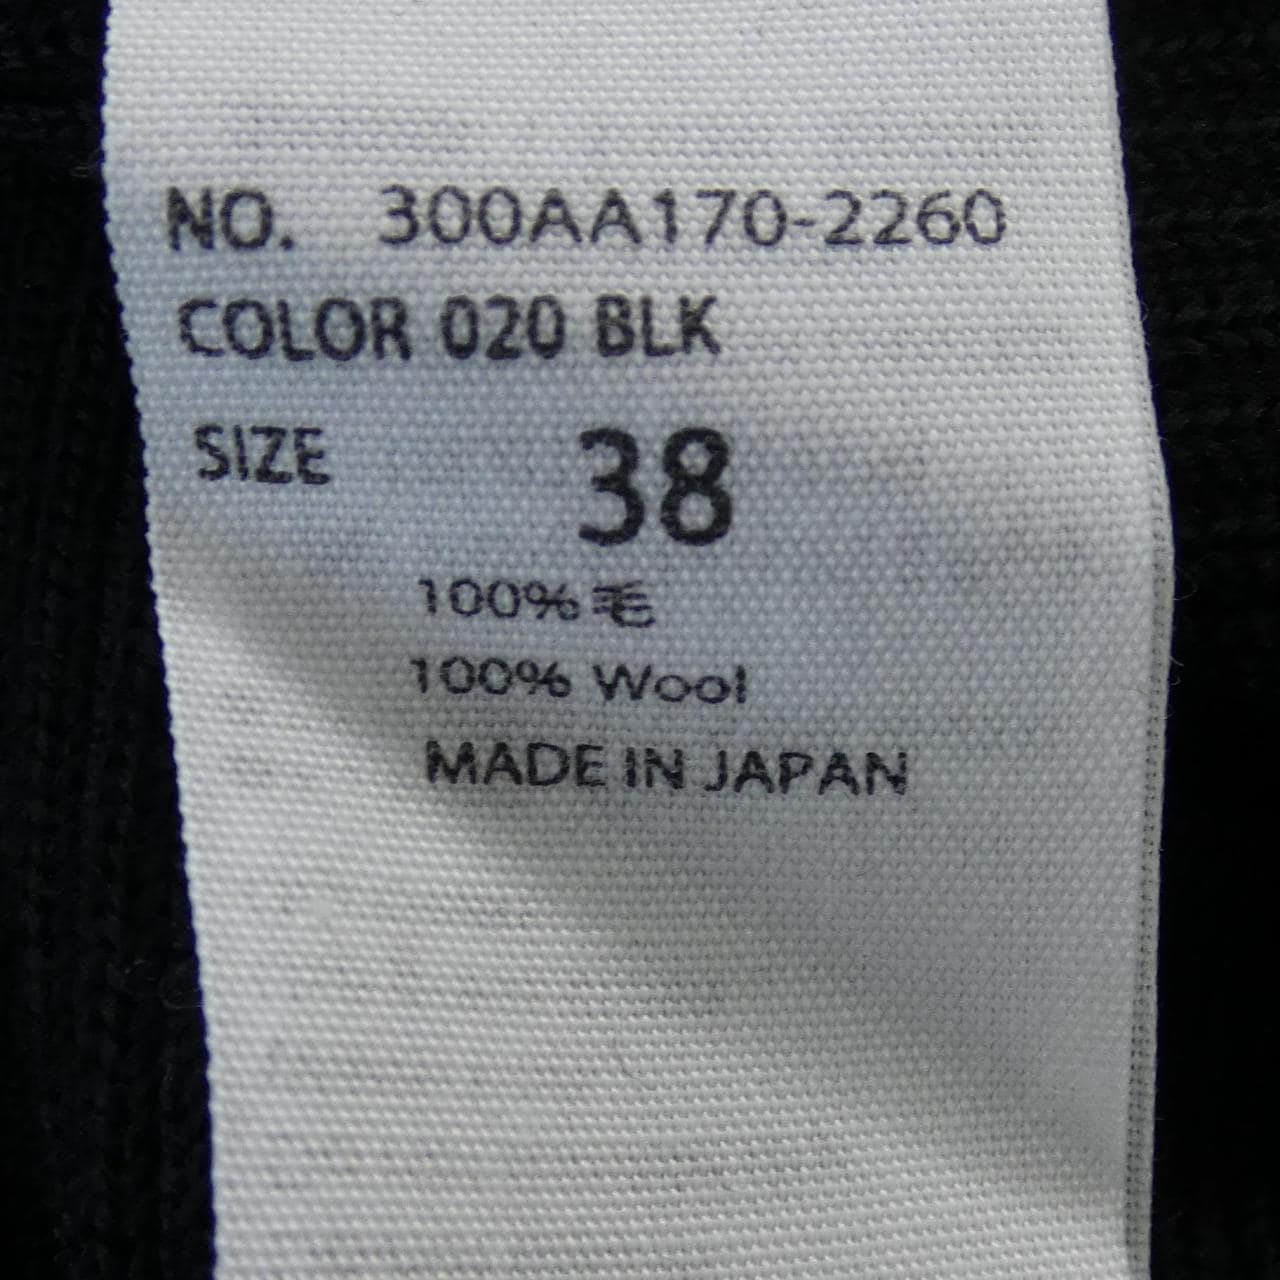 NO. 300AA170-2260
COLOR 020 BLK
SIZE 38
100%毛
100% Wool
MADE IN JAPAN